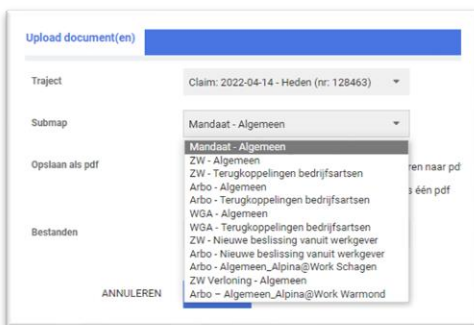 Upload document(en)
Traject
Claim: 2022-04-14 - Heden (nr: 128463)
Submap
Mandaat - Algemeen
Mandaat - Algemeen
ZW - Algemeen
ZW - Terugkoppelingen bedrijfsartsen
Arbo - Algemeen
Arbo - Terugkoppelingen bedrijfsartsen
WGA - Algemeen
WGA - Terugkoppelingen bedrijfsartsen
ZW - Nieuwe beslissing vanuit werkgever
Arbo - Nieuwe beslissing vanuit werkgever
Arbo - Algemeen_Alpina@Work Schagen
ZW Verloning - Algemeen
Arbo – Algemeen_Alpina@Work Warmond
Opslaan als pdf
ren naar pd
s één pdf
Bestanden
ANNULEREN